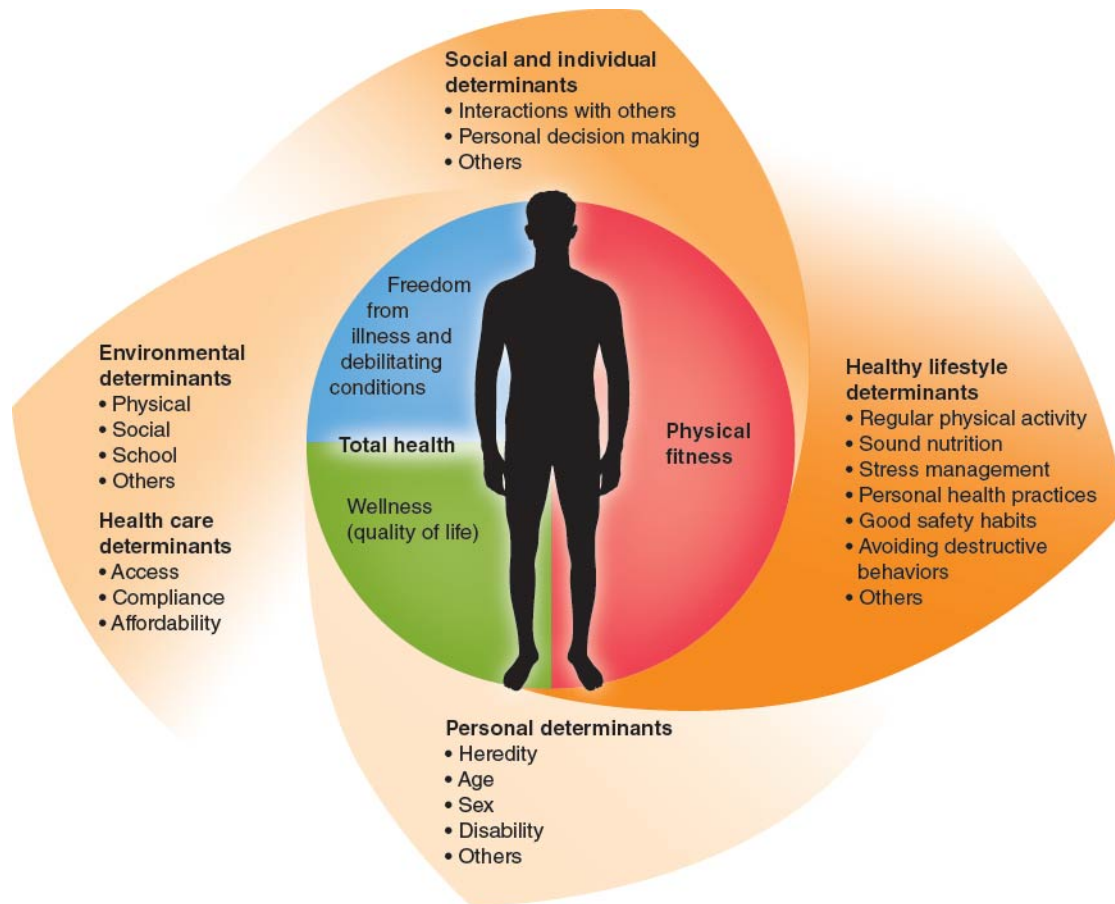 Social and individual
determinants
• Interactions with others
• Personal decision making
• Others
Freedom
from
illness and
debilitating
conditions
Total health
Wellness
(quality of life)
Physical
fitness
Environmental
determinants
• Physical
• Social
• School
• Others
Health care
determinants
• Access
• Compliance
• Affordability
Healthy lifestyle
determinants
• Regular physical activity
• Sound nutrition
• Stress management
• Personal health practices
• Good safety habits
• Avoiding destructive
behaviors
• Others
Personal determinants
• Heredity
• Age
• Sex
• Disability
• Others